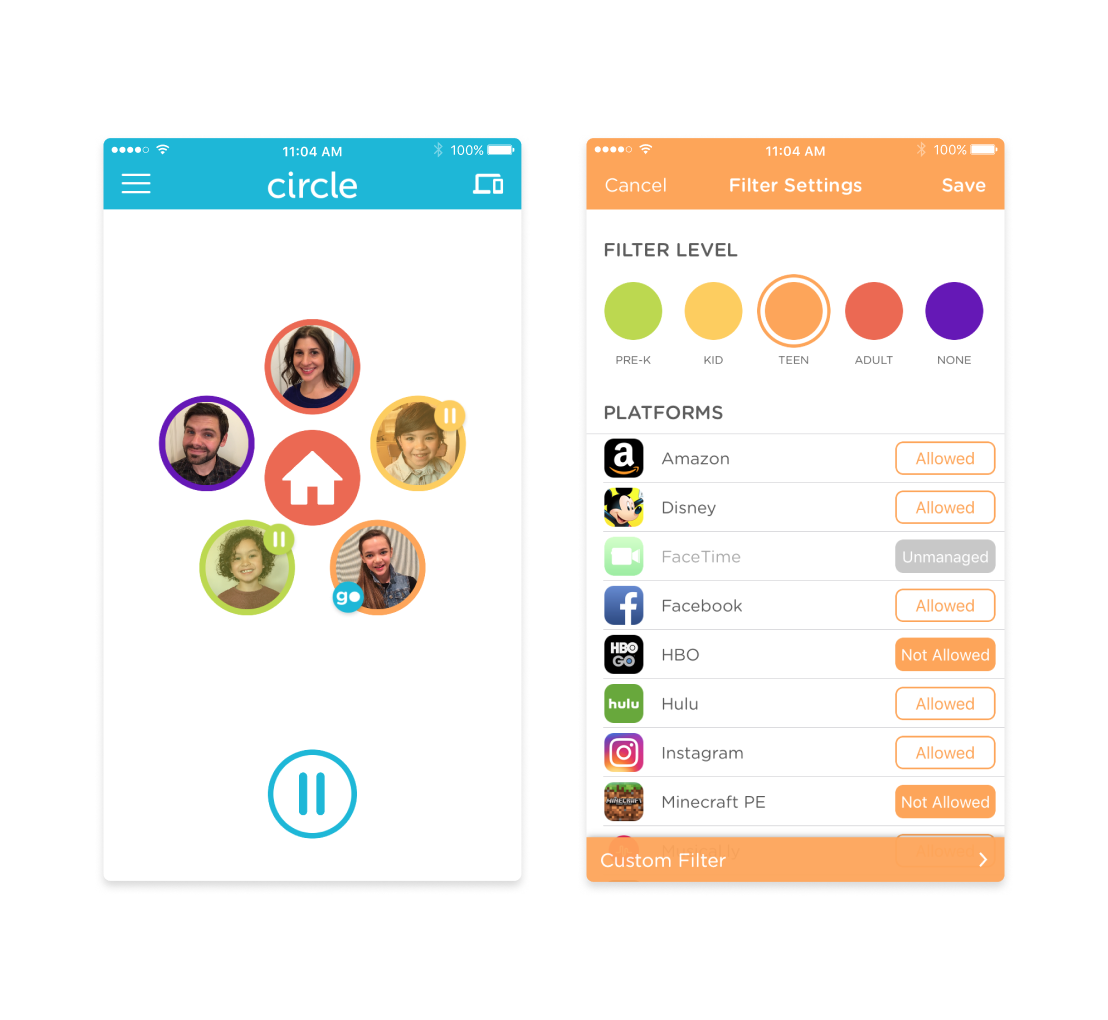 11:04 AM
100%
circle
go
11:04 AM
100%
Cancel
Filter Settings
Save
FILTER LEVEL
PRE-K
KID
TEEN
ADULT
NONE
PLATFORMS
a
Amazon
Allowed
Disney
Allowed
FaceTime
Unmanaged
f
Facebook
Allowed
HBO
GO
HBO
Not Allowed
hulu
Hulu
Allowed
Instagram
Allowed
MINECRAFT
Minecraft PE
Not Allowed
Custom Filter